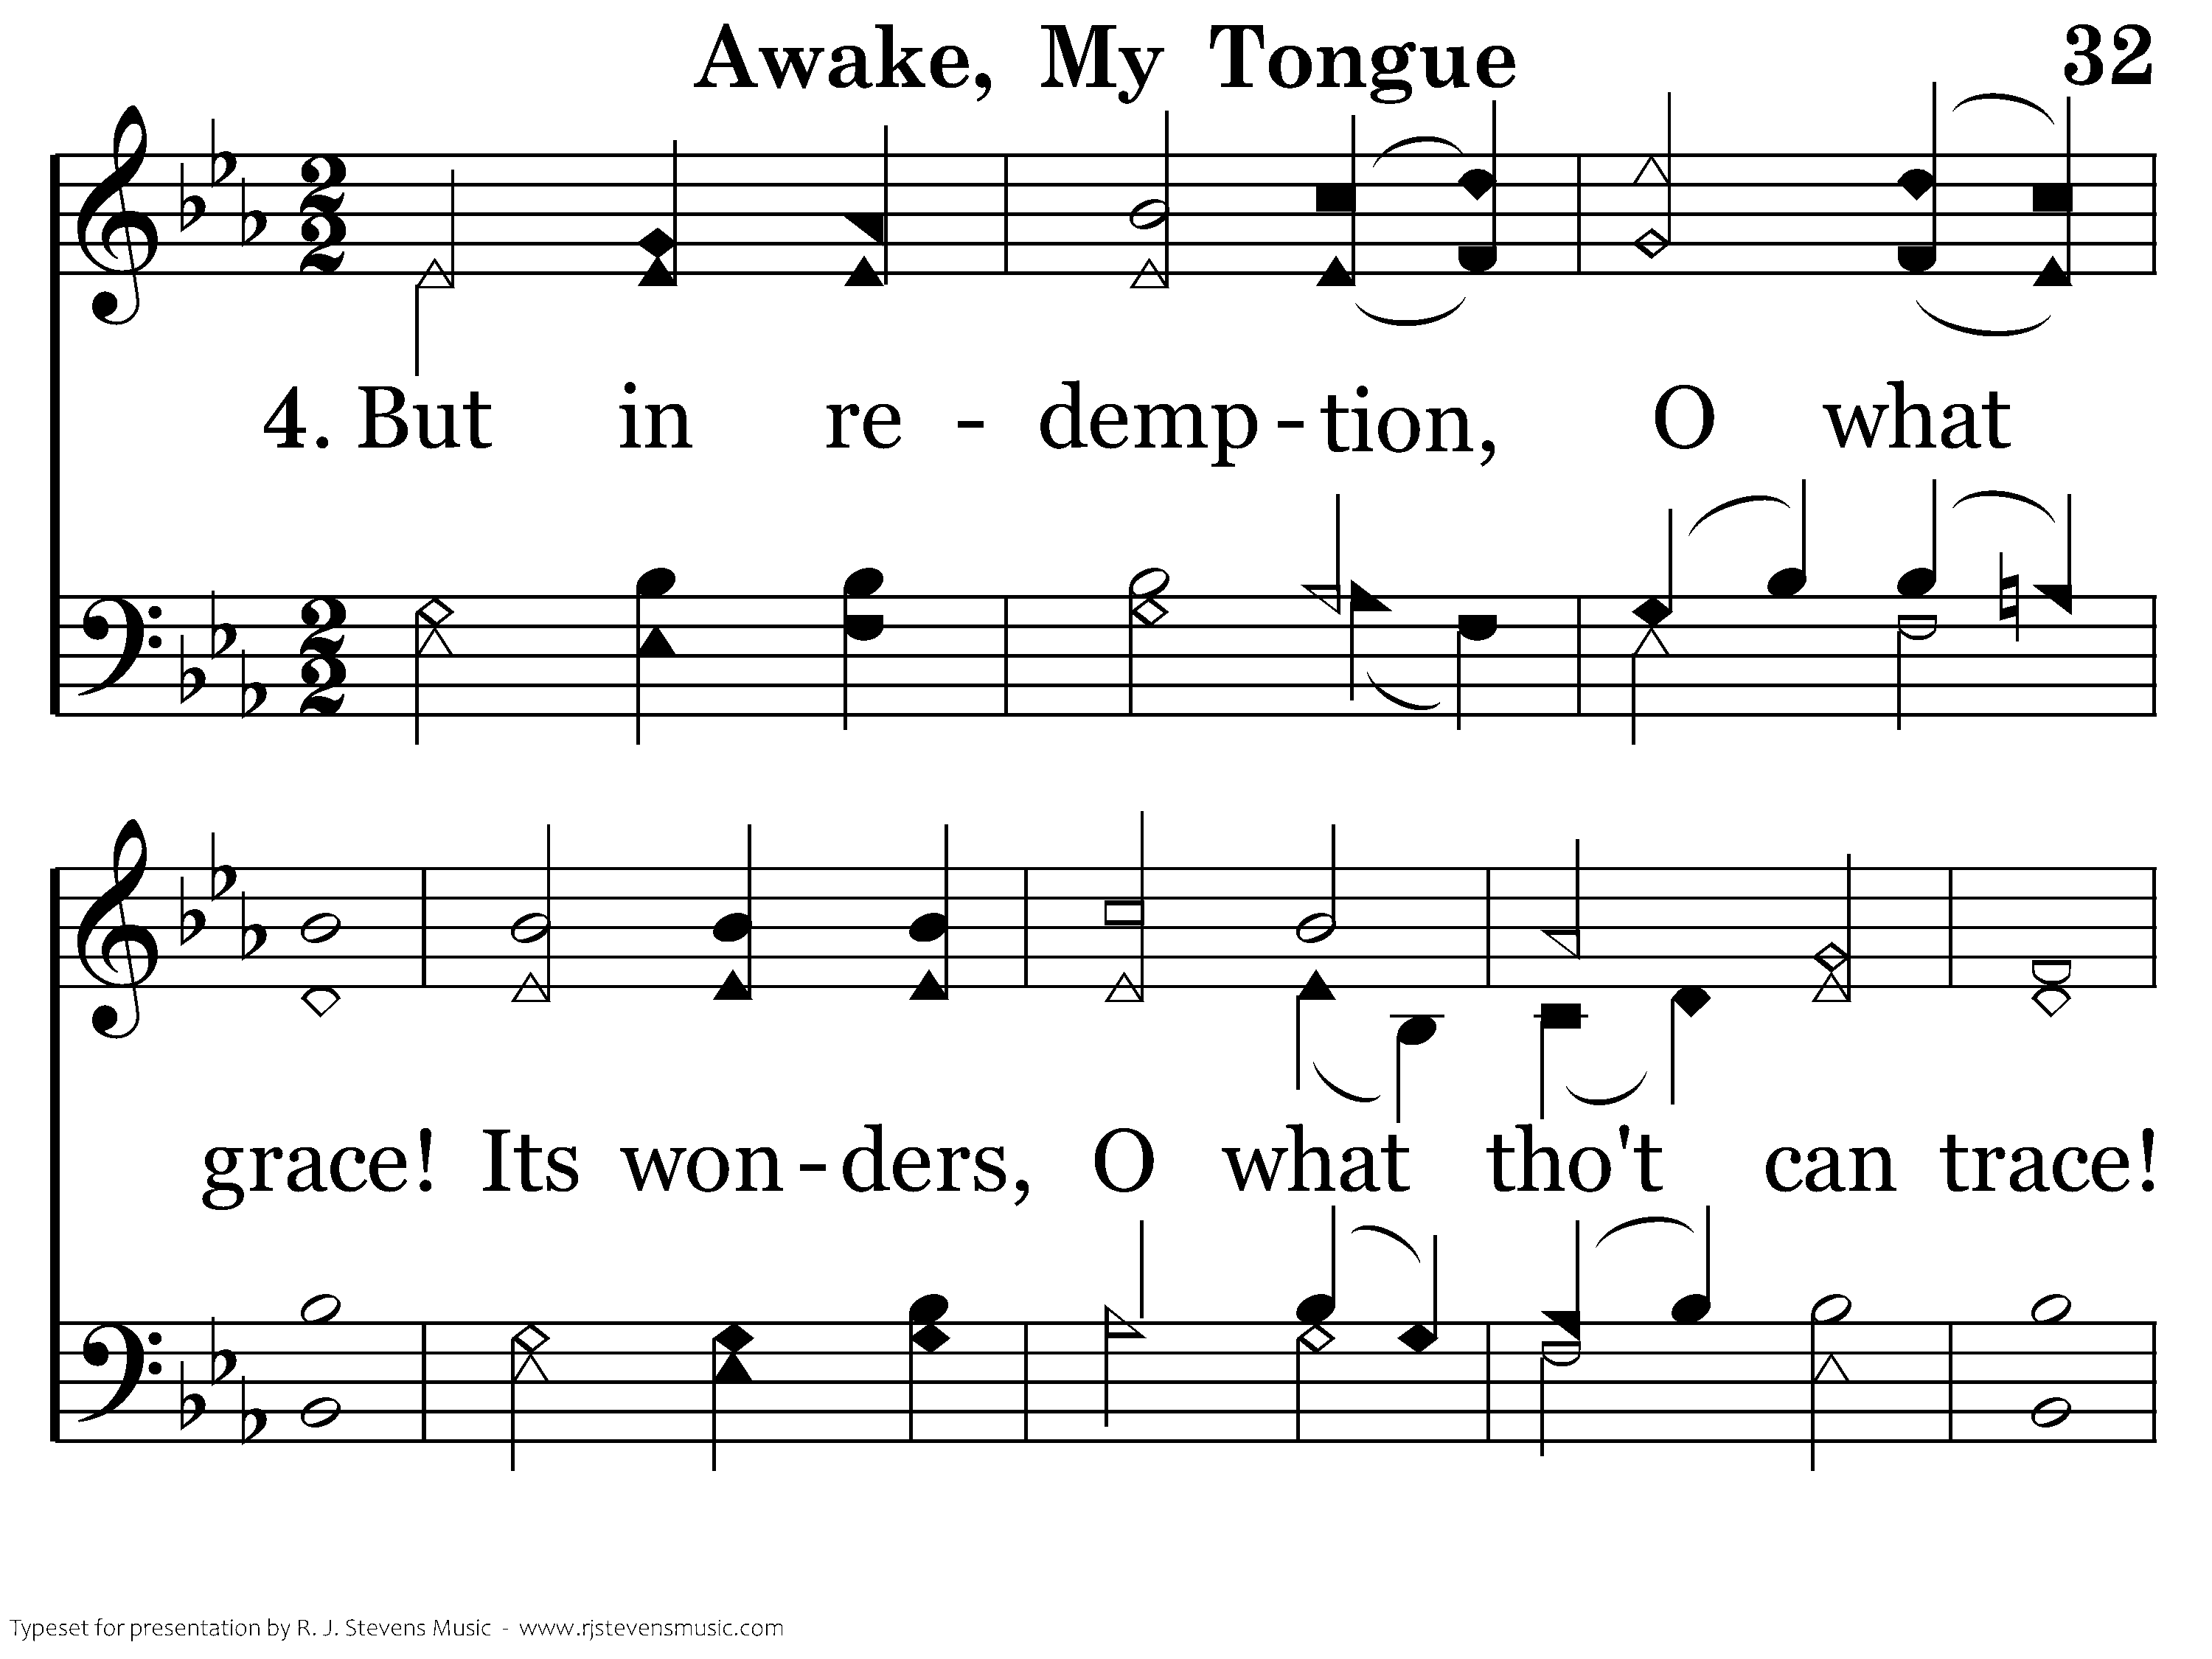 Awake, My Tongue 32
4. But in re - demp - tion, O what
grace! Its won - ders, O what tho't can trace!
Typeset for presentation by R. J. Stevens Music - www.rjstevensmusic.com